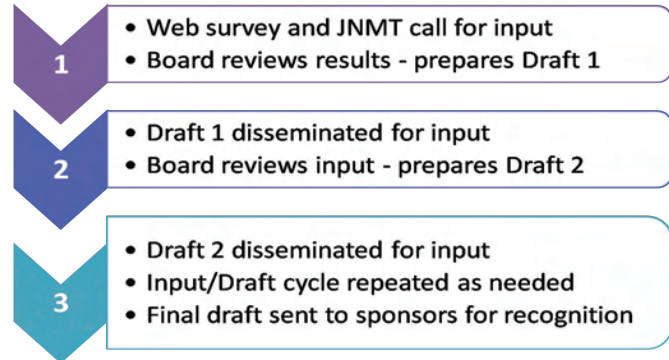 1
• Web survey and JNMT call for input
• Board reviews results - prepares Draft 1
2
• Draft 1 disseminated for input
• Board reviews input - prepares Draft 2
3
• Draft 2 disseminated for input
• Input/Draft cycle repeated as needed
• Final draft sent to sponsors for recognition